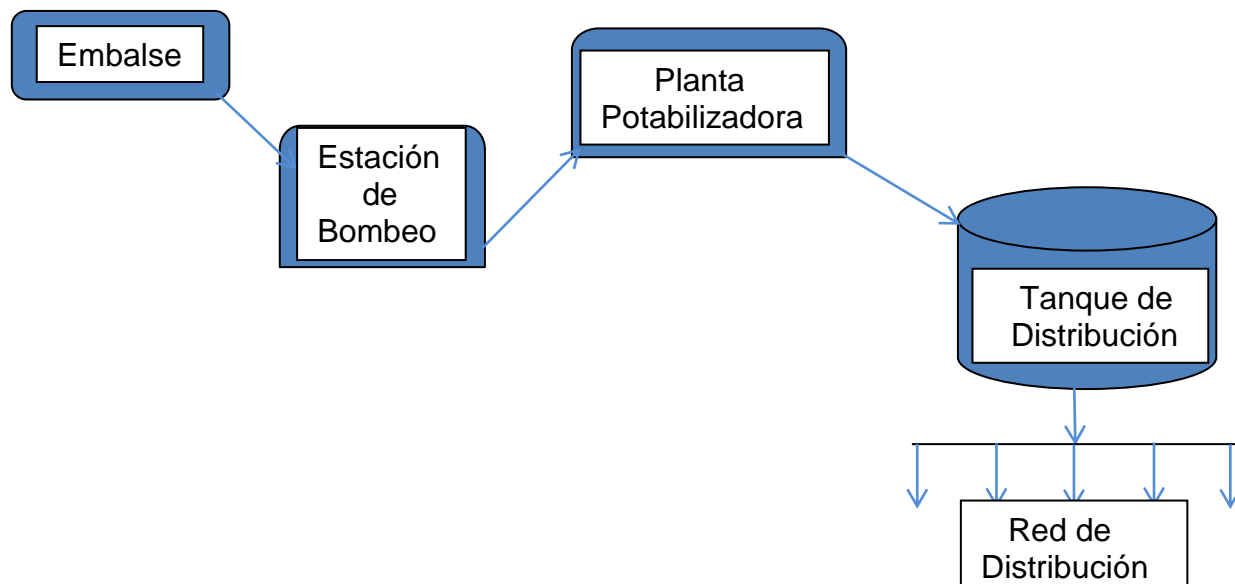 Embalse
Estación
de
Bombeo
Planta
Potabilizadora
Tanque de
Distribución
Red de
Distribución